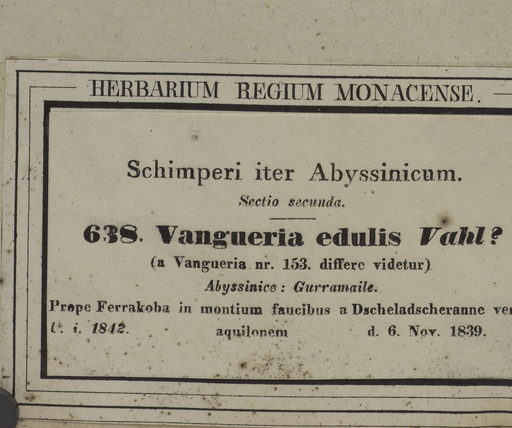 HERBARIUM REGIUM MONACENSE.
Schimperi iter Abyssinicum.
Sectio secunda.
638. Vangueria edulis Vahl?
(a Vangueria nr. 153. differe videtur)
Abyssinice: Gurramaile.
Prope Ferrakoba in montium faucibus a Dscheladscheranne ver
U. i. 1842. aquilonem d. 6. Nov. 1839.